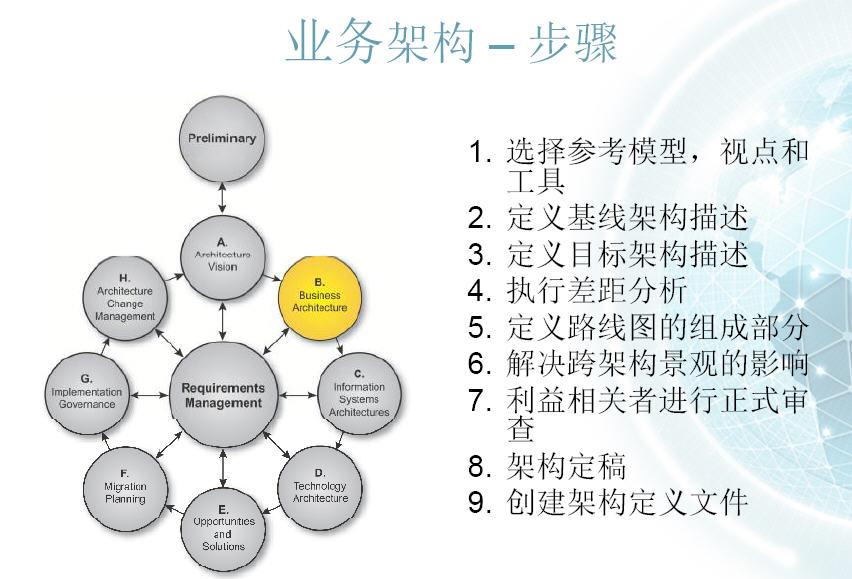 业务架构 – 步骤
Preliminary
A.
Architecture
Vision
B.
Business
Architecture
C.
Information
Systems
Architectures
D.
Technology
Architecture
E.
Opportunities
and
Solutions
F.
Migration
Planning
G.
Implementation
Governance
H.
Architecture
Change
Management
Requirements
Management
1. 选择参考模型，视点和
工具
2. 定义基线架构描述
3. 定义目标架构描述
4. 执行差距分析
5. 定义路线图的组成部分
6. 解决跨架构景观的影响
7. 利益相关者进行正式审
查
8. 架构定稿
9. 创建架构定义文件